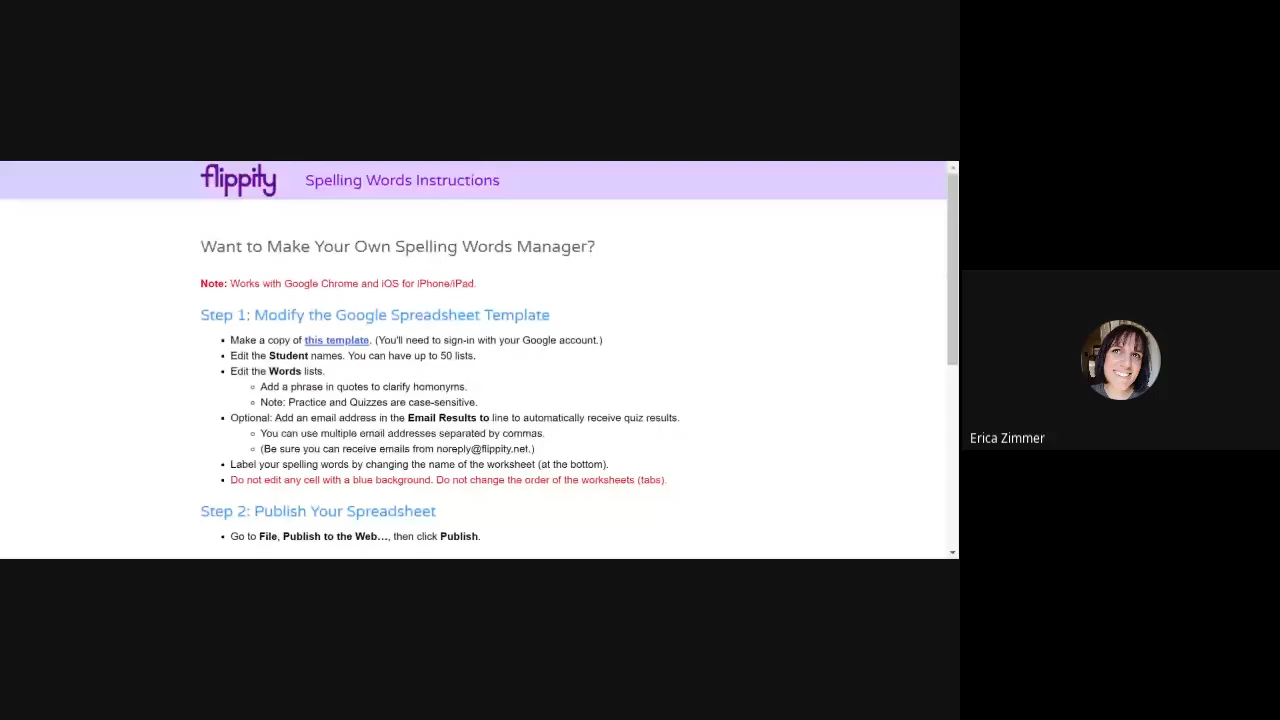 flippity Spelling Words Instructions
Want to Make Your Own Spelling Words Manager?
Note: Works with Google Chrome and iOS for iPhone/iPad.
Step 1: Modify the Google Spreadsheet Template
Make a copy of this template. (You'll need to sign-in with your Google account.)
Edit the Student names. You can have up to 50 lists.
Edit the Words lists.
Add a phrase in quotes to clarify homonyms.
Note: Practice and Quizzes are case-sensitive.
Optional: Add an email address in the Email Results to line to automatically receive quiz results.
You can use multiple email addresses separated by commas.
(Be sure you can receive emails from noreply@flippity.net.)
Label your spelling words by changing the name of the worksheet (at the bottom).
Do not edit any cell with a blue background. Do not change the order of the worksheets (tabs).
Step 2: Publish Your Spreadsheet
Go to File, Publish to the Web..., then click Publish.
Erica Zimmer